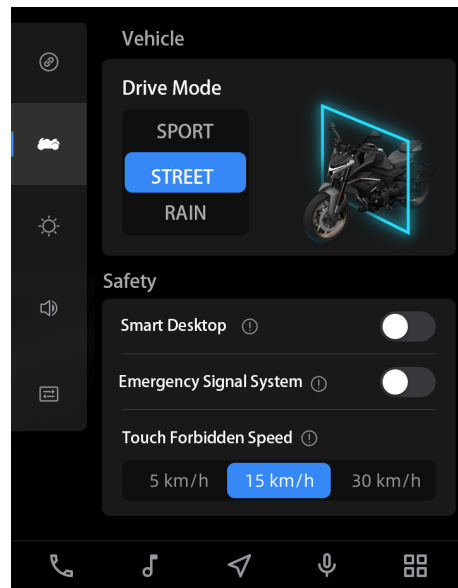 Vehicle
Drive Mode
SPORT
STREET
RAIN
Safety
Smart Desktop
Emergency Signal System
Touch Forbidden Speed
5 km/h 15 km/h 30 km/h